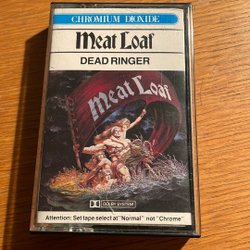 CHROMIUM DIOXIDE
Meat Loaf
DEAD RINGER
Meat Loaf
DOLBY SYSTEM
Attention: Set tape select at "Normal" not "Chrome"